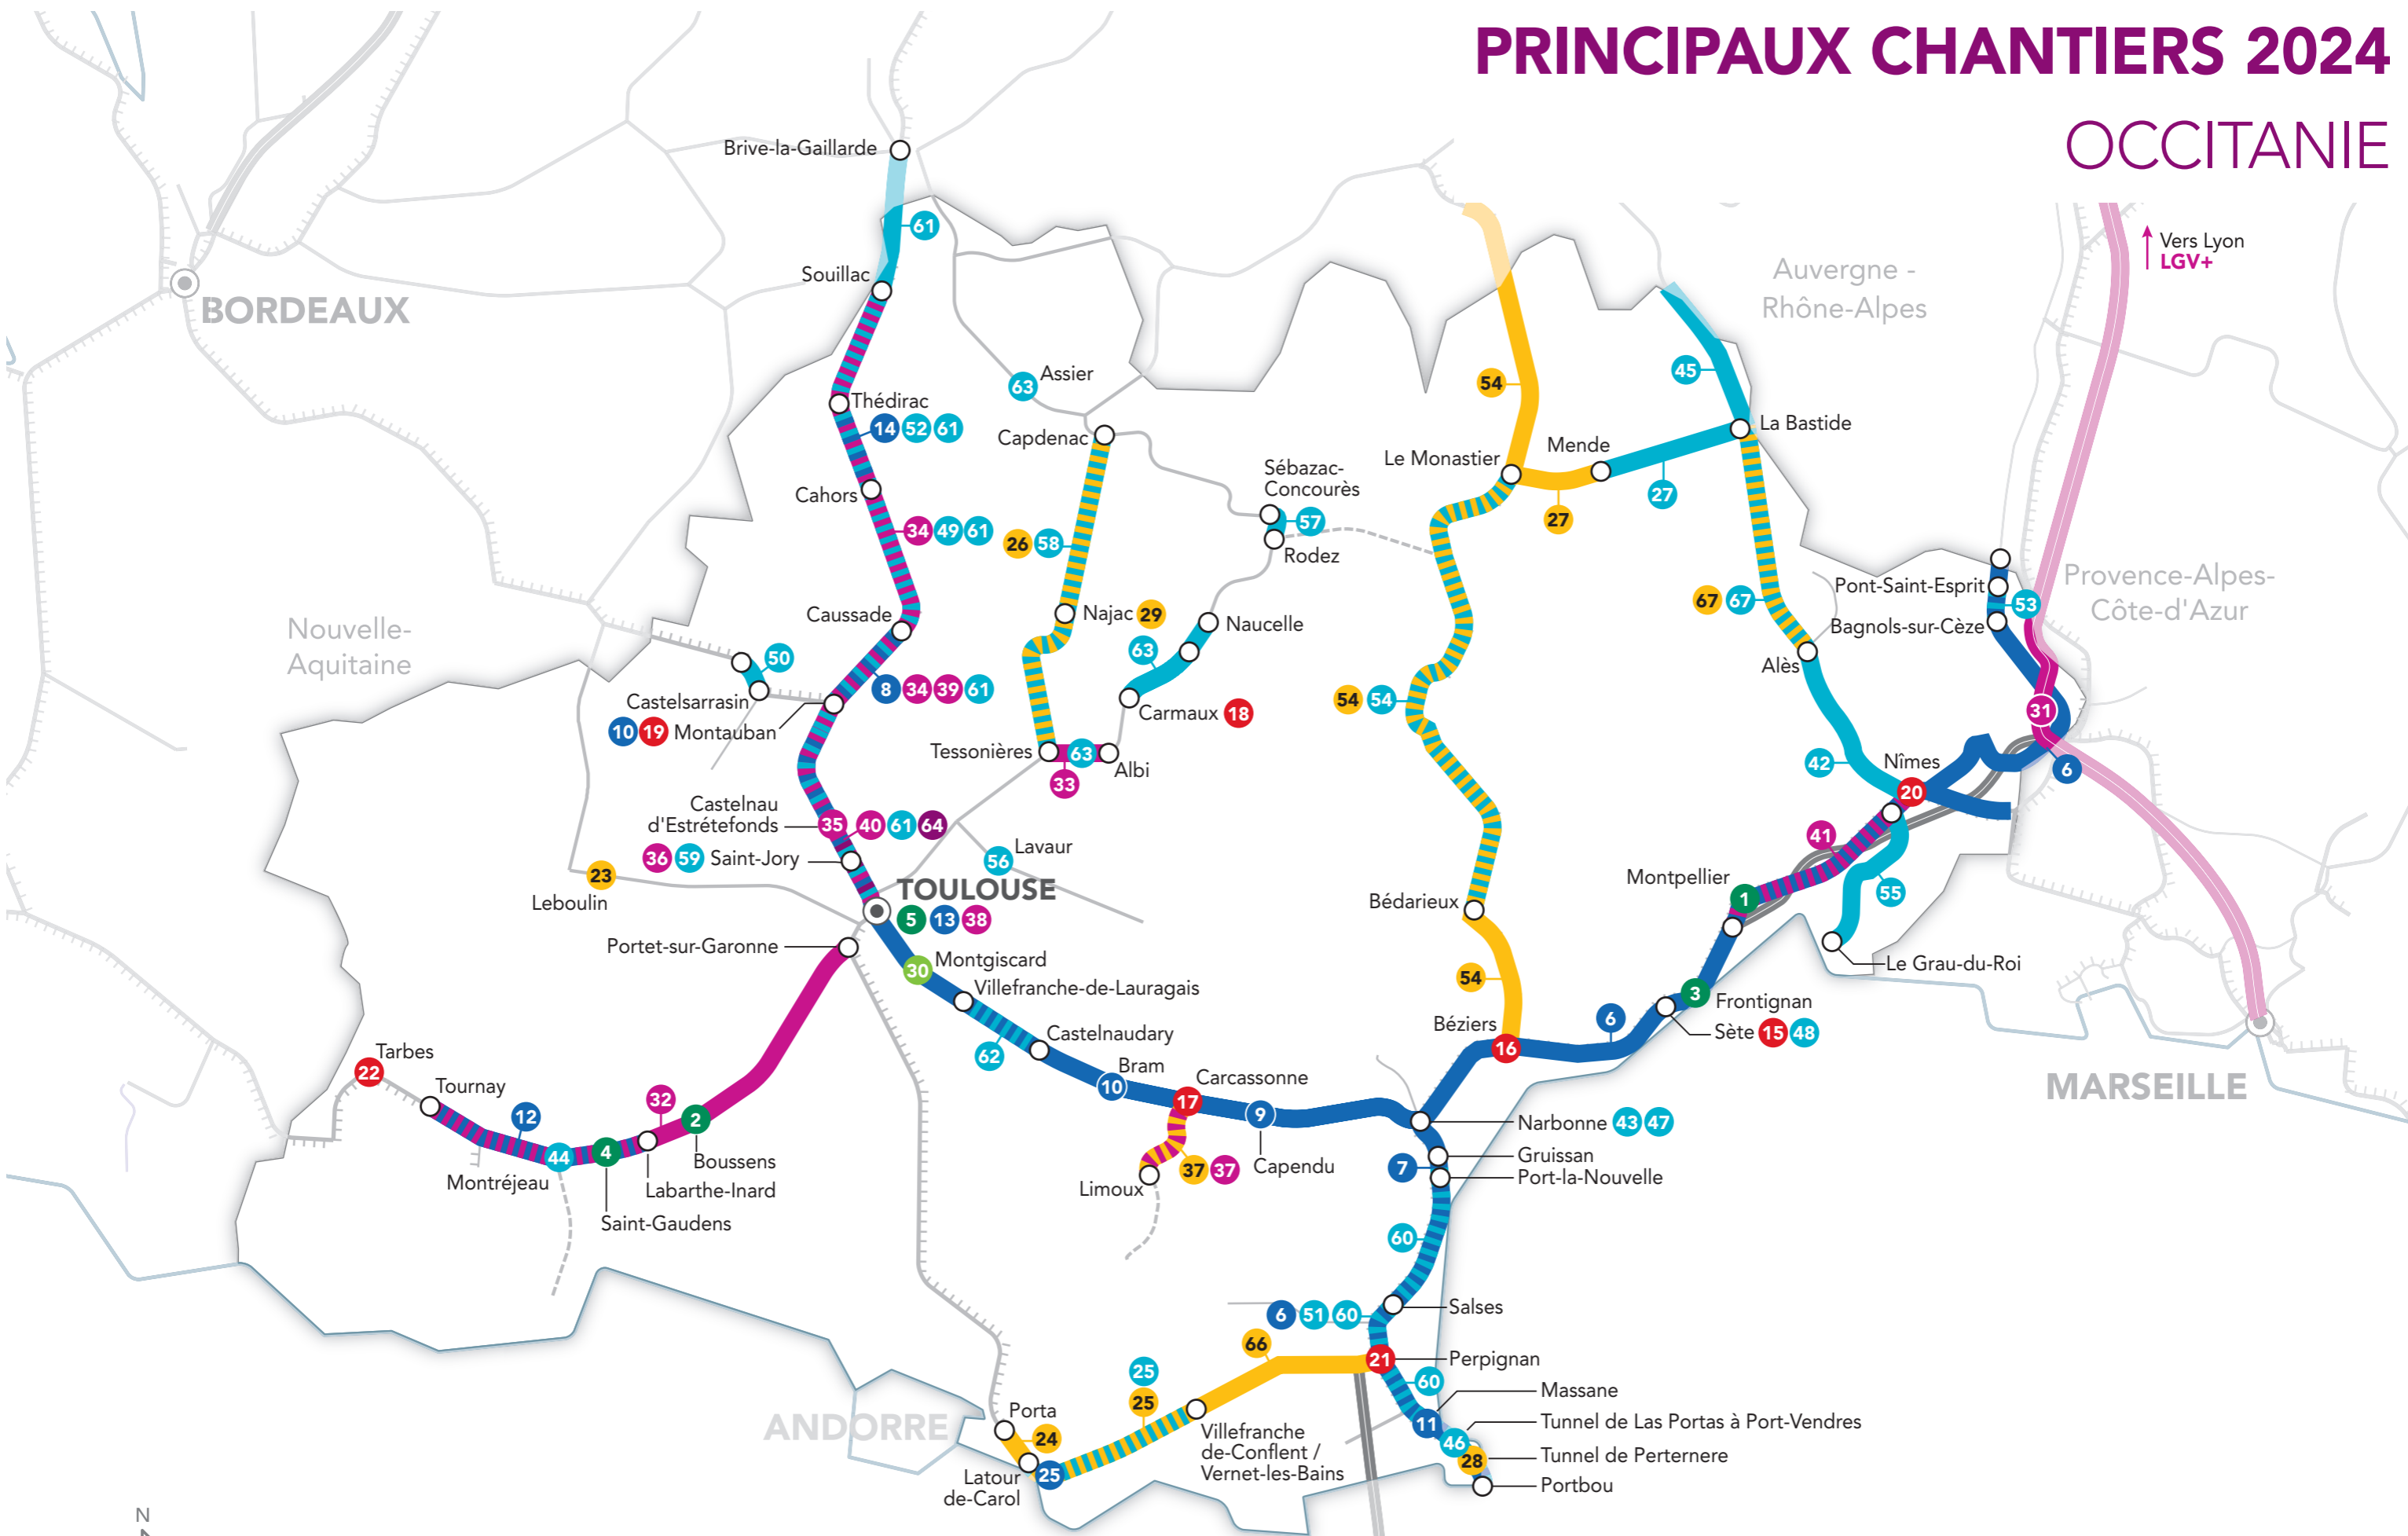 PRINCIPAUX CHANTIERS 2024
OCCITANIE
Brive-la-Gaillarde
61
Vers Lyon
LGV+
Auvergne -
Rhône-Alpes
Souillac
BORDEAUX
Assier
63
54
45
Thédirac
14 52 61
Capdenac
La Bastide
Mende
Le Monastier
Sébazac-
Concourès
57
Cahors
27
27
34 49 61
26 58
Rodez
Pont-Saint-Esprit
Provence-Alpes-
Côte-d'Azur
53
67 67
Bagnols-sur-Cèze
Nouvelle-
Aquitaine
Caussade
Najac 29
Naucelle
63
Alès
50
Castelsarrasin
8 34 39 61
54 54
Carmaux 18
31
10 19 Montauban
Tessonières
63
Albi
33
42
Nîmes
6
20
Castelnau
d'Estrétefonds
35 40 61 64
41
36 59 Saint-Jory
Lavaur
56
23
Leboulin
TOULOUSE
5 13 38
Montpellier
1
55
Bédarieux
Portet-sur-Garonne
30
Montgiscard
Le Grau-du-Roi
54
Villefranche-de-Lauragais
3
Frontignan
6
Sète 15 48
Béziers
16
Castelnaudary
62
Tarbes
22
Bram
10
Carcassonne
17
9
MARSEILLE
Tournay
12
32
2
Narbonne 43 47
44
4
Boussens
Gruissan
7
Capendu
37 37
Port-la-Nouvelle
Montréjeau
Labarthe-Inard
Limoux
Saint-Gaudens
60
Salses
6 51 60
66
21
Perpignan
25
25
60
Massane
Porta
24
ANDORRE
11
Tunnel de Las Portas à Port-Vendres
46
Villefranche
de-Conflent /
Vernet-les-Bains
28
Tunnel de Perternere
Latour
de-Carol
25
Portbou
N